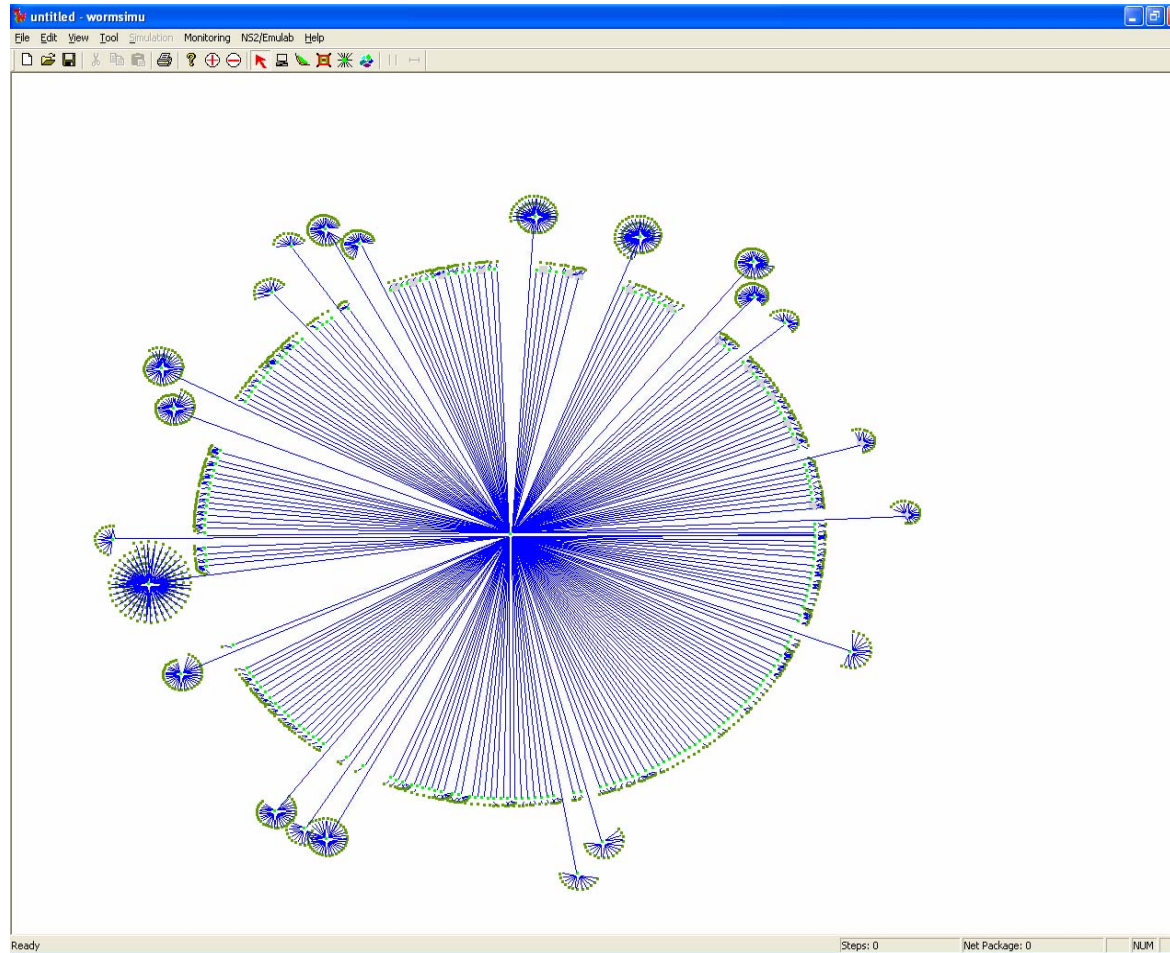 untitled - wormsimu
File Edit View Tool Simulation Monitoring NS2/Emulab Help
Ready Steps: 0 Net Package: 0 NUM